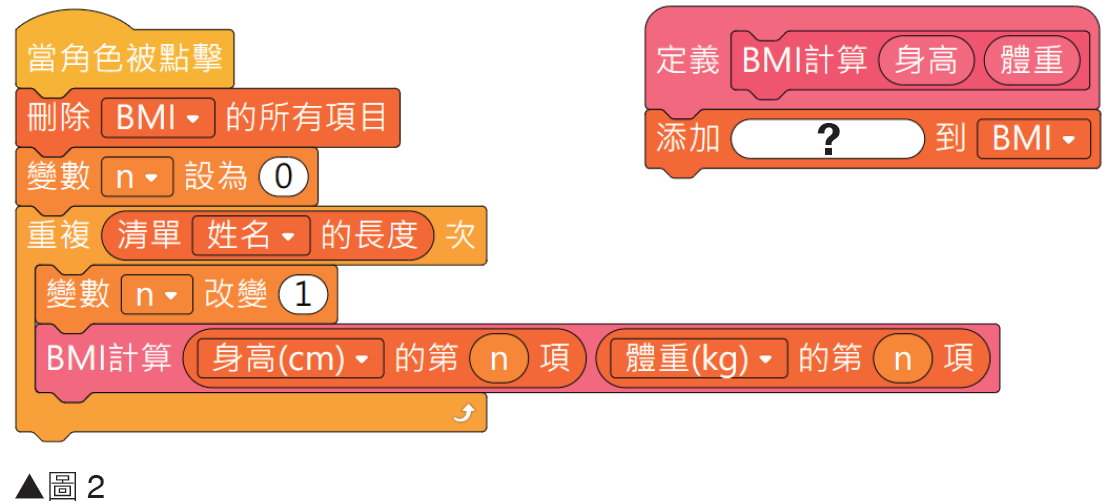 當角色被點擊
刪除 BMI 的所有項目
變數 n 設為 0
重複 清單 姓名 的長度 次
變數 n 改變 1
BMI計算 身高(cm) 的第 n 項 體重(kg) 的第 n 項
定義 BMI計算 身高 體重
添加 ? 到 BMI
▲圖 2